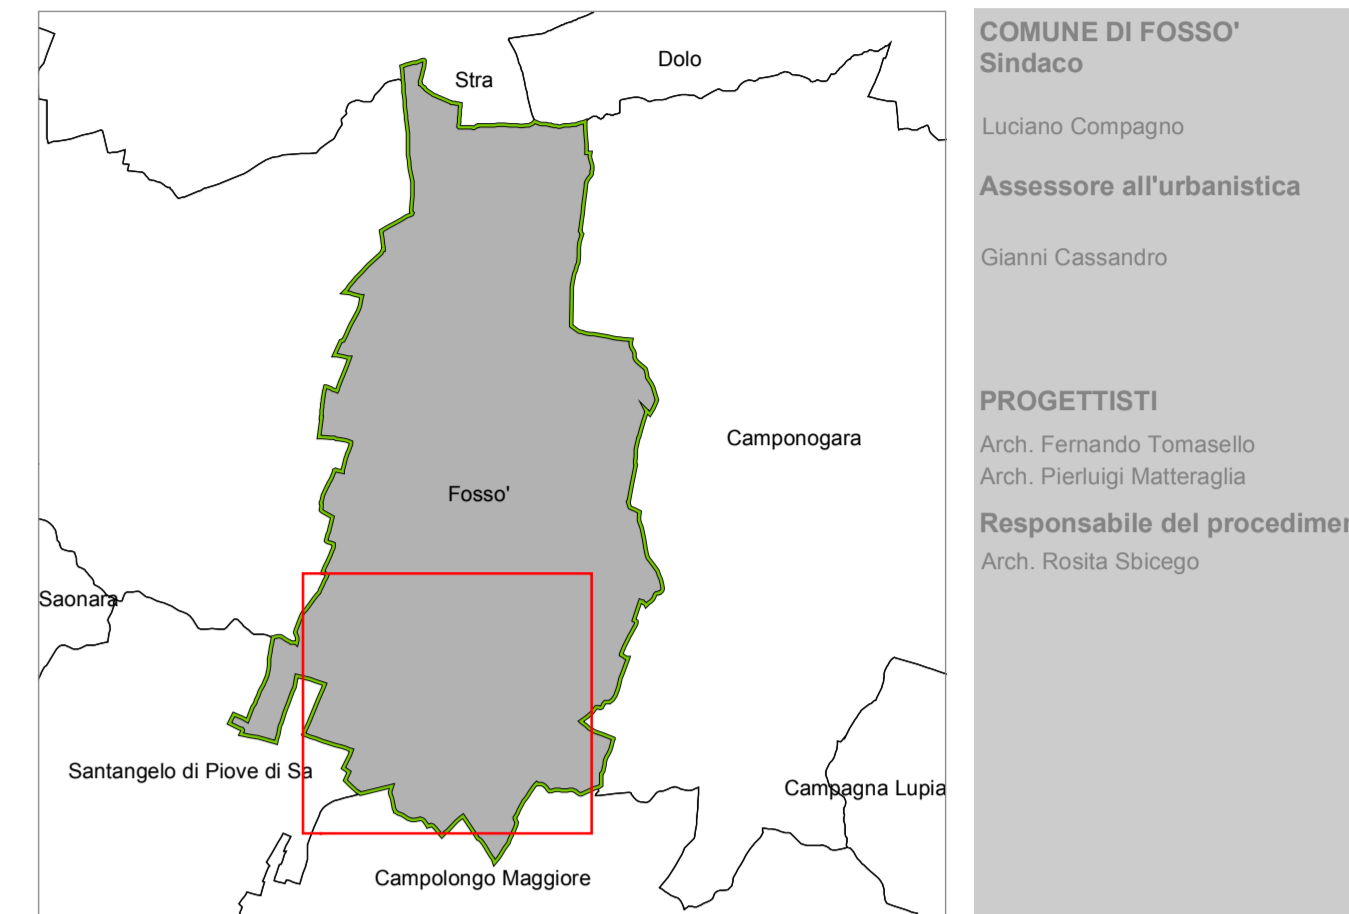 Stra
Dolo
Camponogara
Fosso'
Saonara
Santangelo di Piove di Sa
Campagna Lupia
Campolongo Maggiore
COMUNE DI FOSSO'
Sindaco
Luciano Compagno
Assessore all'urbanistica
Gianni Cassandro
PROGETTISTI
Arch. Fernando Tomasello
Arch. Pierluigi Matteraglia
Responsabile del procedimen
Arch. Rosita Sbicego